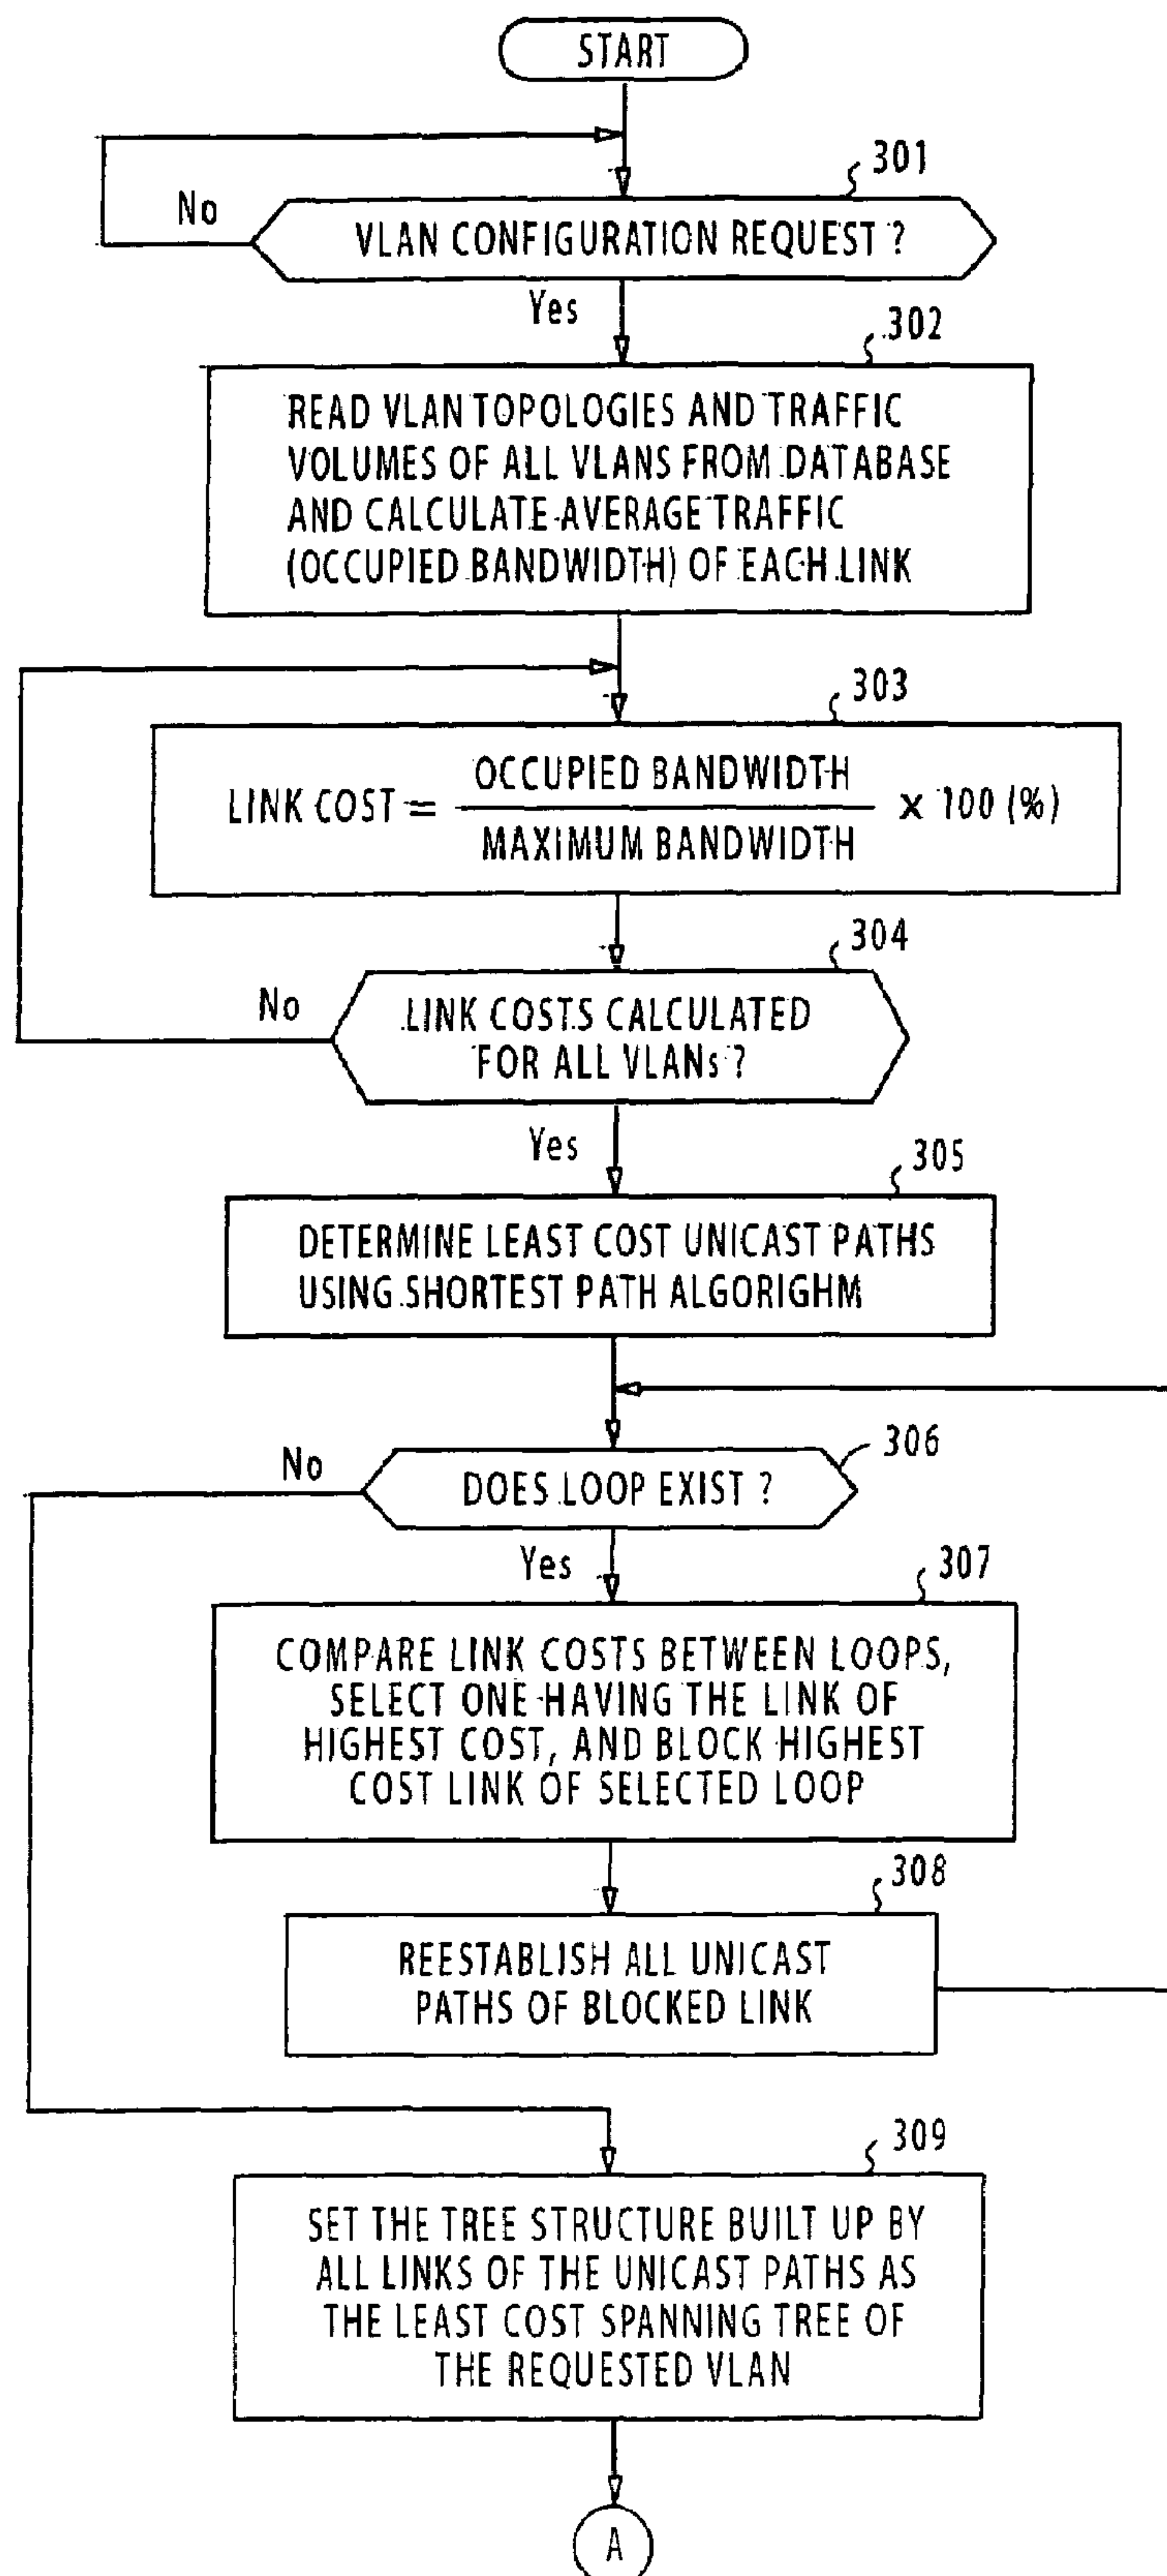 START
301
No
VLAN CONFIGURATION REQUEST ?
Yes
302
READ VLAN TOPOLOGIES AND TRAFFIC
VOLUMES OF ALL VLANS FROM DATABASE
AND CALCULATE AVERAGE TRAFFIC
(OCCUPIED BANDWIDTH) OF EACH LINK
303
OCCUPIED BANDWIDTH
LINK COST = × 100 (%)
MAXIMUM BANDWIDTH
304
No
LINK COSTS CALCULATED
FOR ALL VLANs ?
Yes
305
DETERMINE LEAST COST UNICAST PATHS
USING SHORTEST PATH ALGORIGHM
306
No
DOES LOOP EXIST ?
Yes
307
COMPARE LINK COSTS BETWEEN LOOPS,
SELECT ONE HAVING THE LINK OF
HIGHEST COST, AND BLOCK HIGHEST
COST LINK OF SELECTED LOOP
308
REESTABLISH ALL UNICAST
PATHS OF BLOCKED LINK
309
SET THE TREE STRUCTURE BUILT UP BY
ALL LINKS OF THE UNICAST PATHS AS
THE LEAST COST SPANNING TREE OF
THE REQUESTED VLAN
A